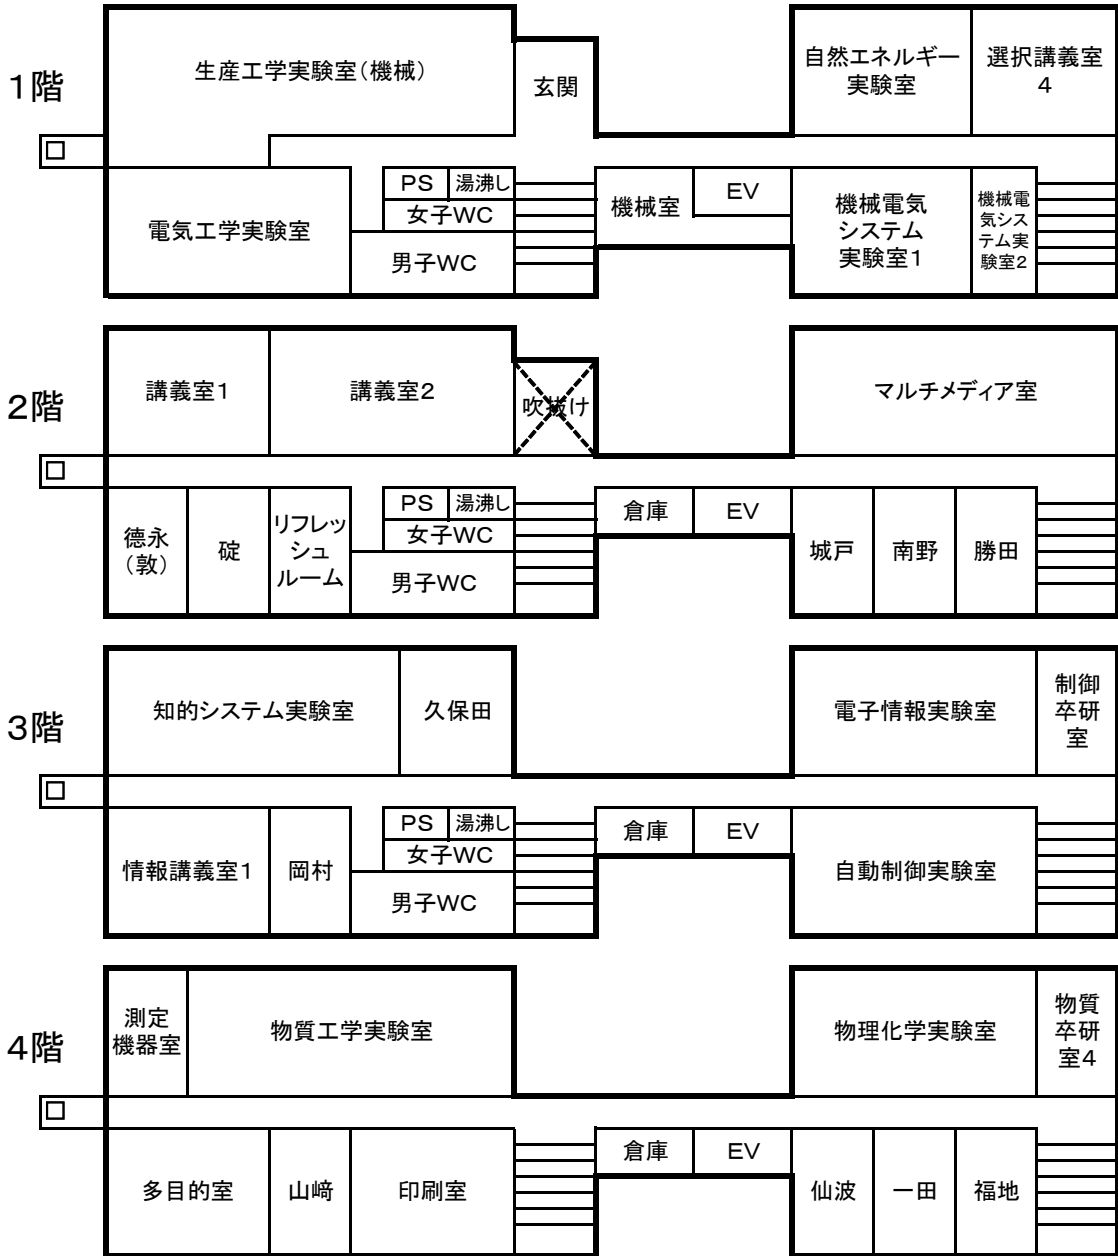 1階
生産工学実験室(機械)
玄関
自然エネルギー
実験室
選択講義室
4
電気工学実験室
PS
湯沸し
女子WC
男子WC
機械室
EV
機械電気
システム
実験室1
機械電
気シス
テム実
験室2
2階
講義室1
講義室2
吹抜け
マルチメディア室
德永
(敦)
碇
リフレッ
シュ
ルーム
PS
湯沸し
女子WC
男子WC
倉庫
EV
城戸
南野
勝田
3階
知的システム実験室
久保田
電子情報実験室
制御
卒研
室
情報講義室1
岡村
PS
湯沸し
女子WC
男子WC
倉庫
EV
自動制御実験室
4階
測定
機器室
物質工学実験室
物理化学実験室
物質
卒研
室4
多目的室
山﨑
印刷室
倉庫
EV
仙波
一田
福地